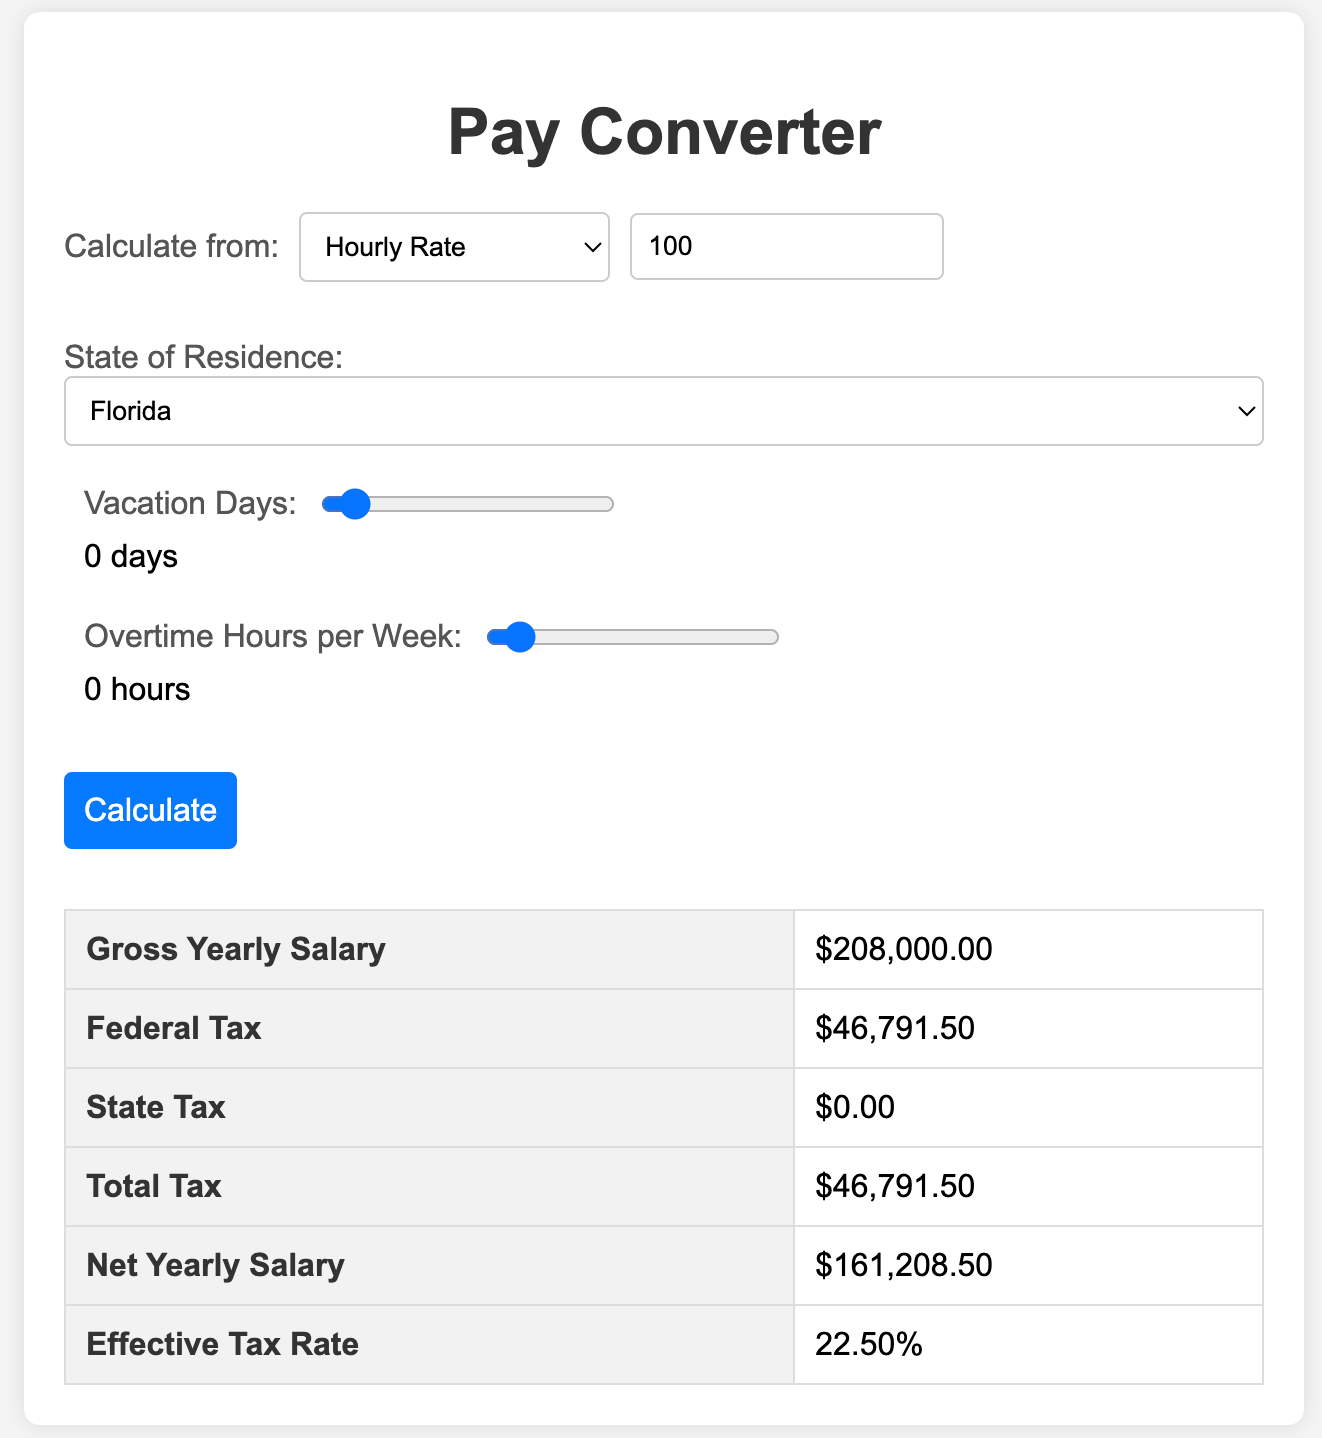 Pay Converter
Calculate from: Hourly Rate 100
State of Residence:
Florida
Vacation Days:
0 days
Overtime Hours per Week:
0 hours
Calculate
Gross Yearly Salary $208,000.00
Federal Tax $46,791.50
State Tax $0.00
Total Tax $46,791.50
Net Yearly Salary $161,208.50
Effective Tax Rate 22.50%